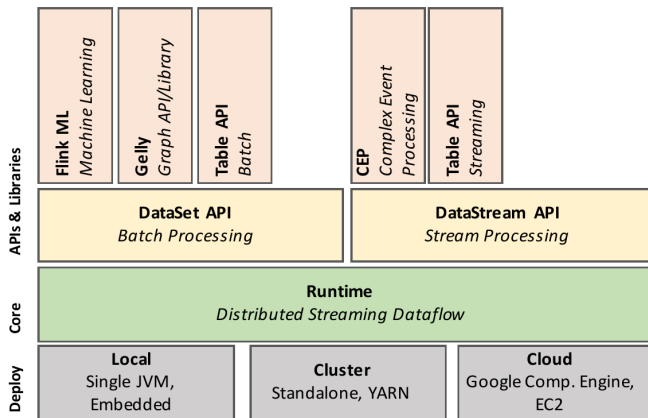 APIs & Libraries
Flink ML
Machine Learning
Gelly
Graph API/Library
Table API
Batch
CEP
Complex Event
Processing
Table API
Streaming
DataSet API
Batch Processing
DataStream API
Stream Processing
Core
Runtime
Distributed Streaming Dataflow
Deploy
Local
Single JVM,
Embedded
Cluster
Standalone, YARN
Cloud
Google Comp. Engine,
EC2